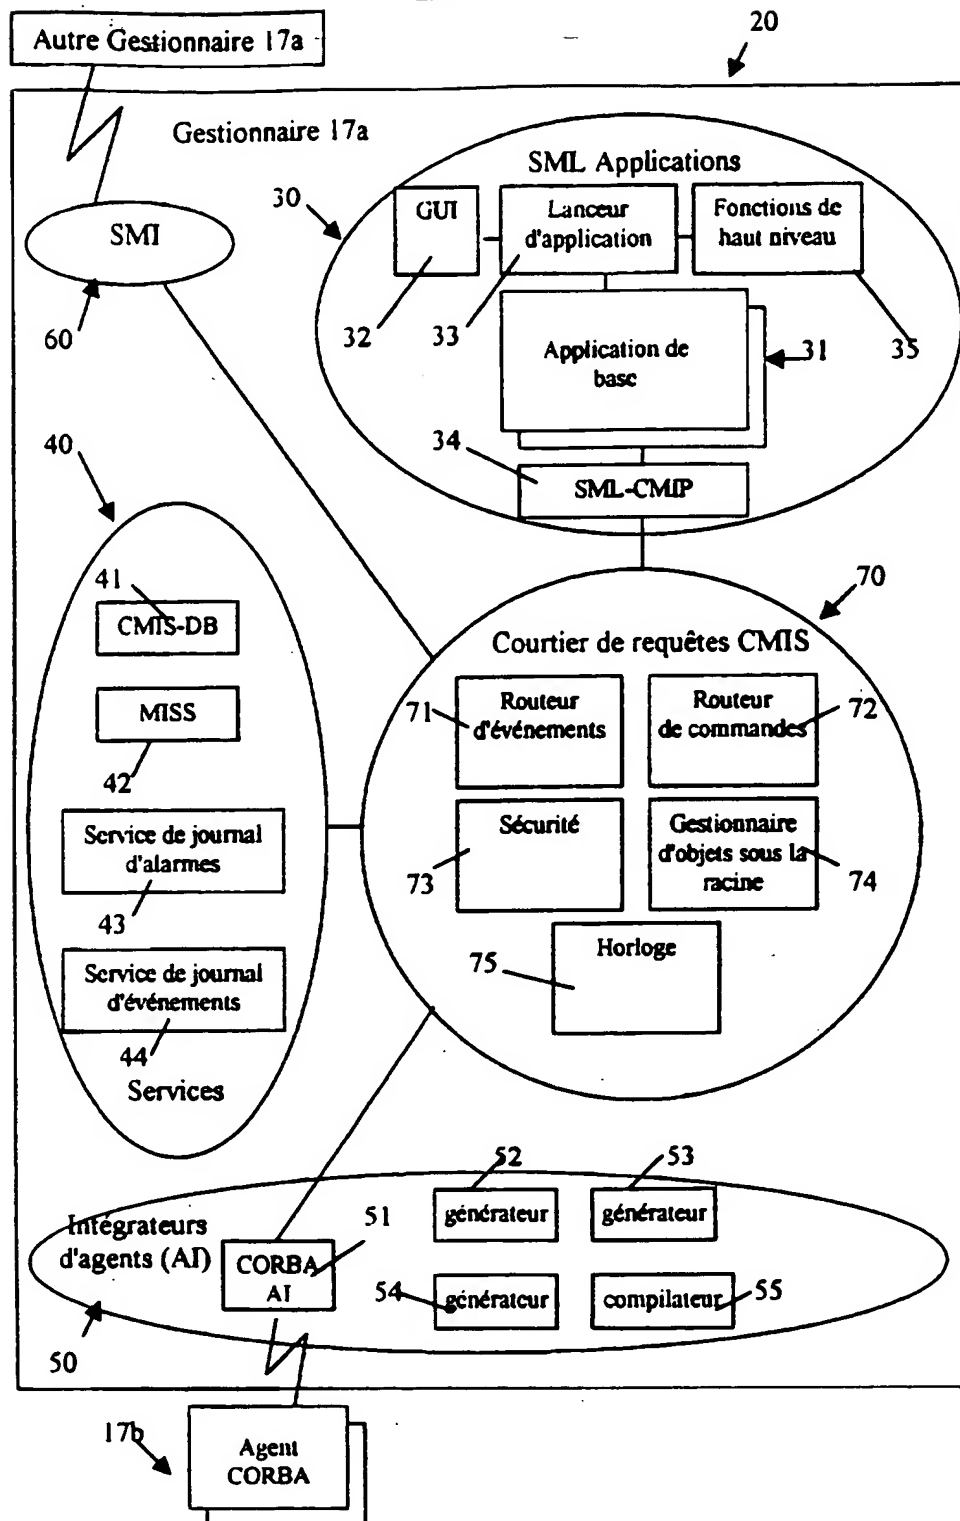 Autre Gestionnaire 17a
20
Gestionnaire 17a
SML Applications
30
GUI
Lanceur
d'application
Fonctions de
haut niveau
SMI
60
32
33
31
35
Application de
base
34
40
SML-CMIP
41
CMIS-DB
70
Courtier de requêtes CMIS
MISS
42
71
Routeur
d'événements
Routeur
de commandes
72
Service de journal
d'alarmes
43
Sécurité
73
Gestionnaire
d'objets sous la
racine
74
Service de journal
d'événements
44
Services
75
Horloge
52
53
Intégrateurs
d'agents (AI)
51
générateur
générateur
CORBA
AI
54
générateur
compilateur
55
50
17b
Agent
CORBA